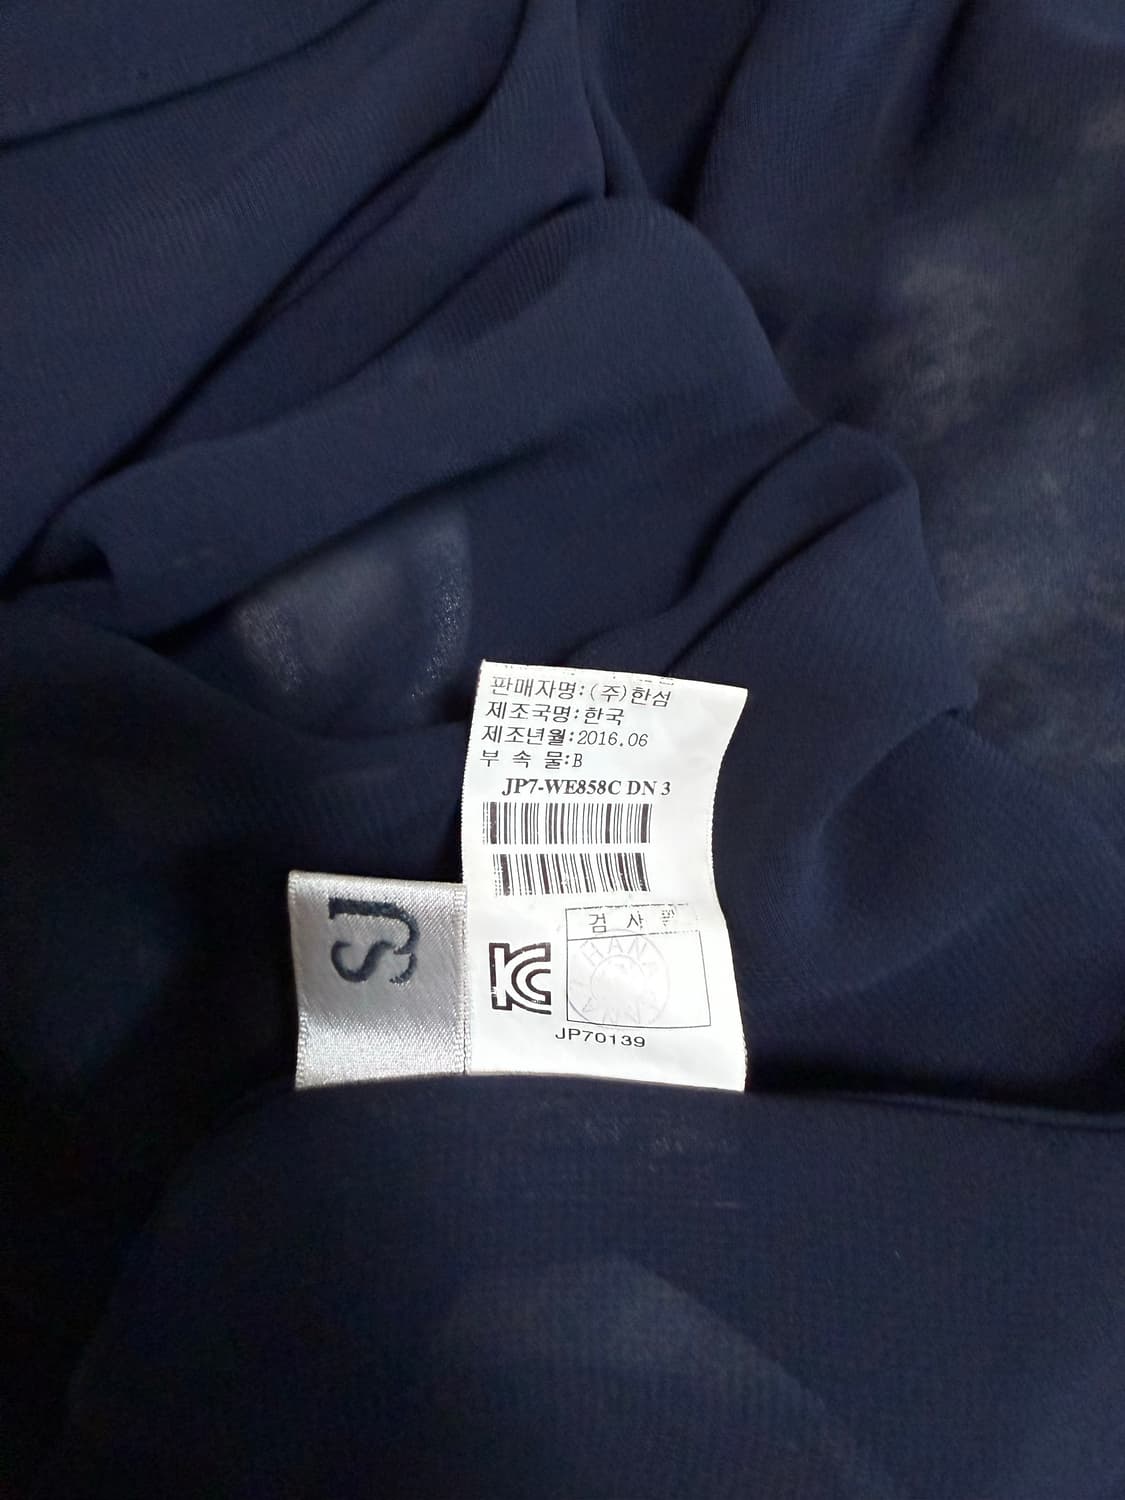 판매자명:(주)한섬
제조국명:한국
제조년월:2016.06
부 속 물:B
JP7-WE858C DN 3
검 사
JP70139
KC
SJ